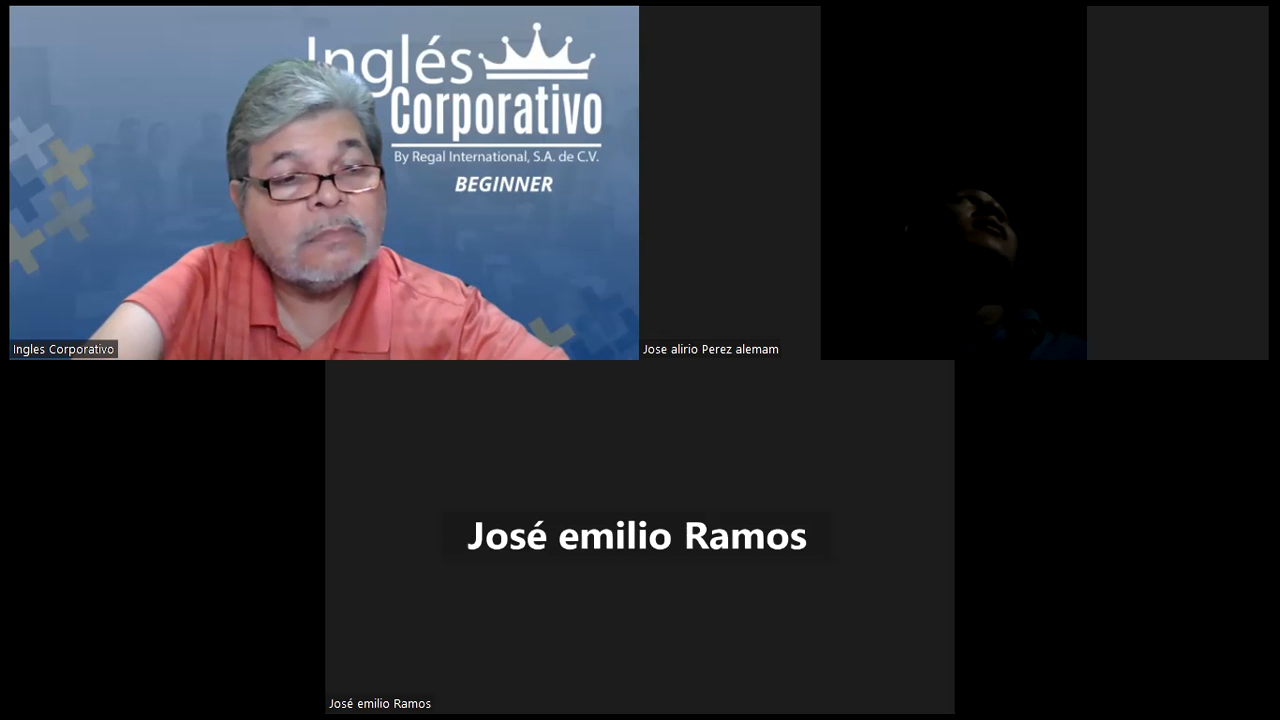 Inglés
Corporativo
By Regal International, S.A. de C.V.
BEGINNER
Ingles Corporativo
Jose alirio Perez alemam
José emilio Ramos
José emilio Ramos